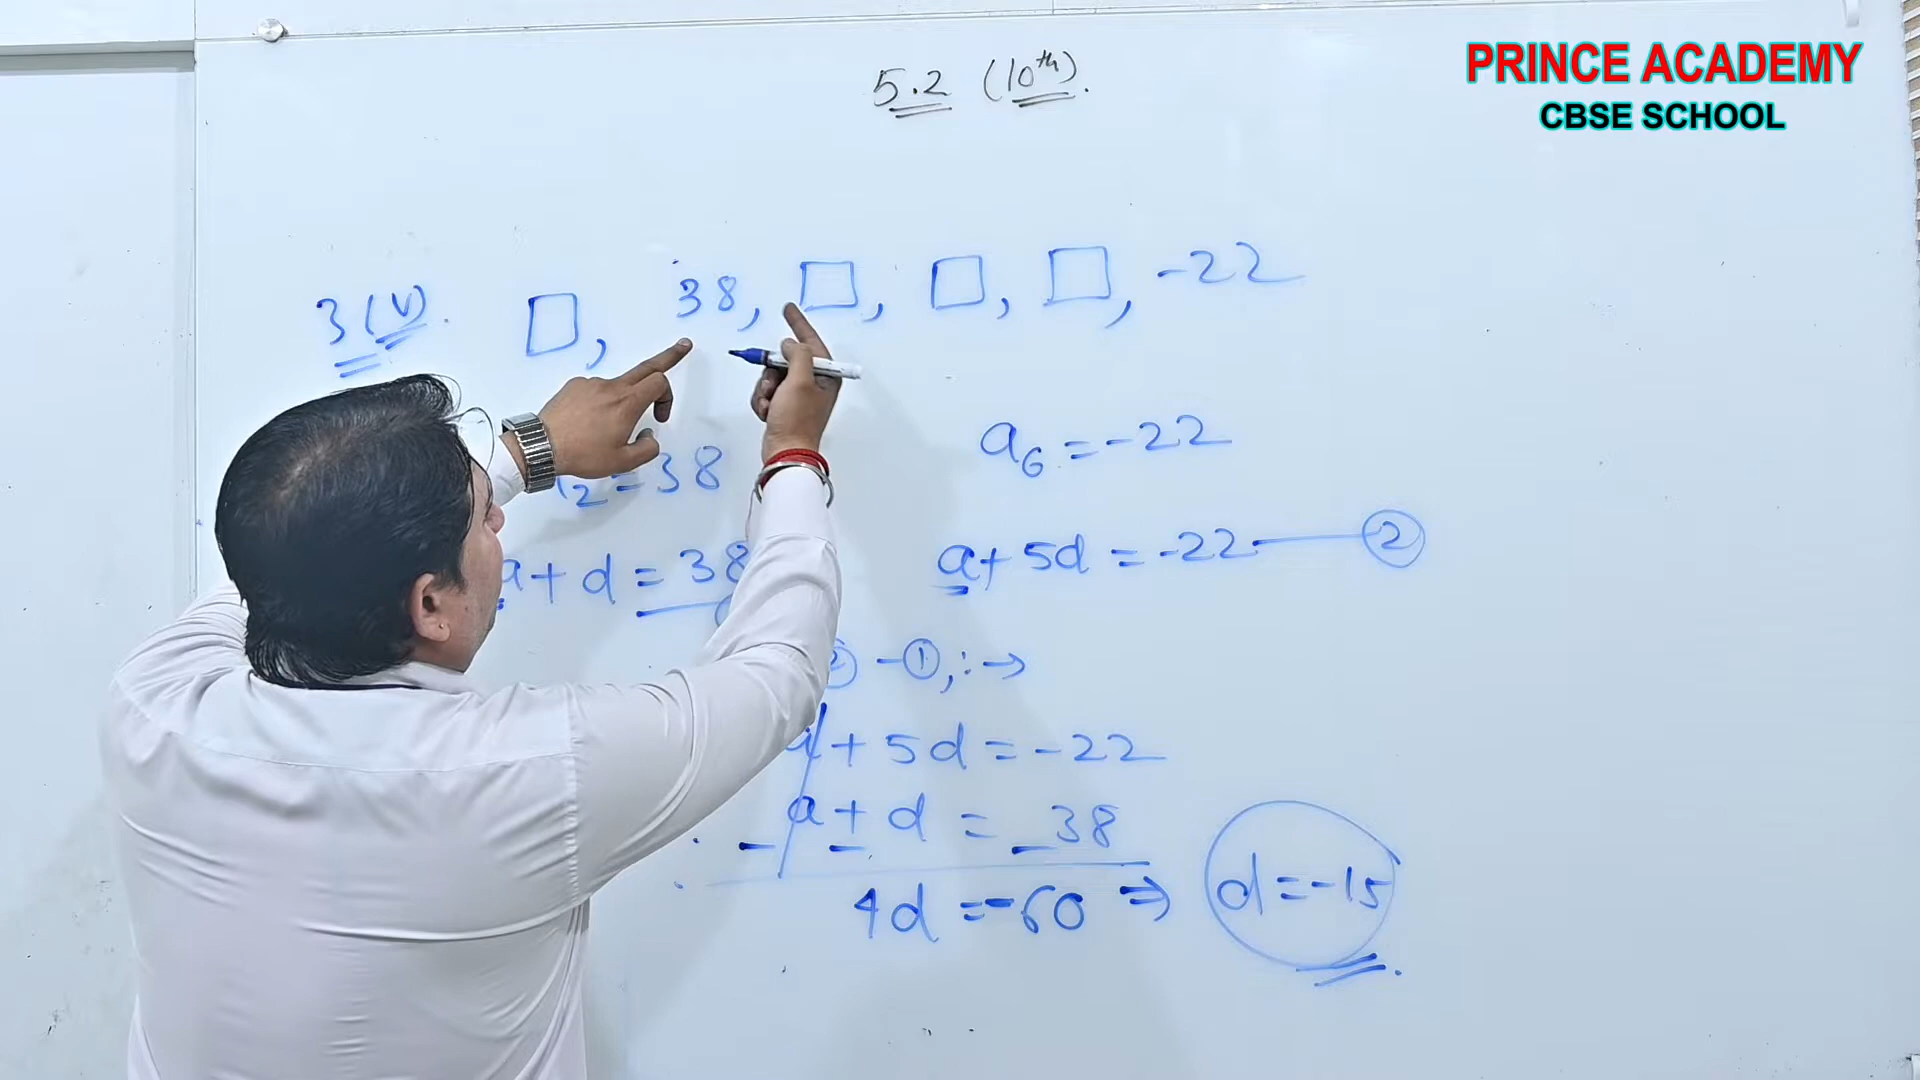 5.2 (10th).
PRINCE ACADEMY
CBSE SCHOOL
3(v). □, 38, □, □, □, -22
2 = 38
a6 = -22
a + d = 38
a + 5d = -22 —— ②
② - ①, : →
a + 5d = -22
a + d = 38
- - -
4d = -60 ⇒ d = -15